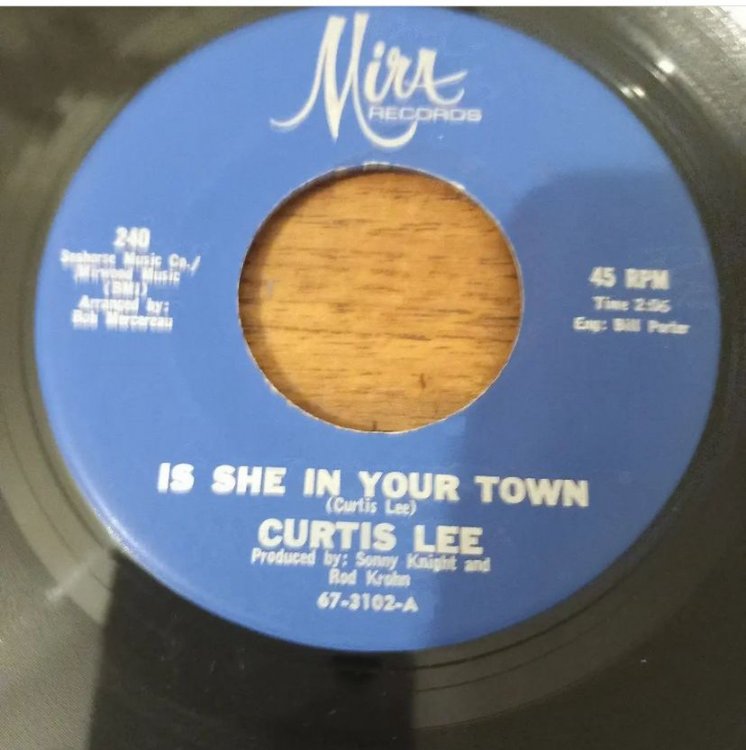 Mira
RECORDS
240
Seahorse Music Co./
Mirwood Music
(BMI)
Arranged by:
Bob Mercereau
45 RPM
Time 2:06
Eng: Bill Porter
IS SHE IN YOUR TOWN
(Curtis Lee)
CURTIS LEE
Produced by: Sonny Knight and
Rod Krohn
67-3102-A